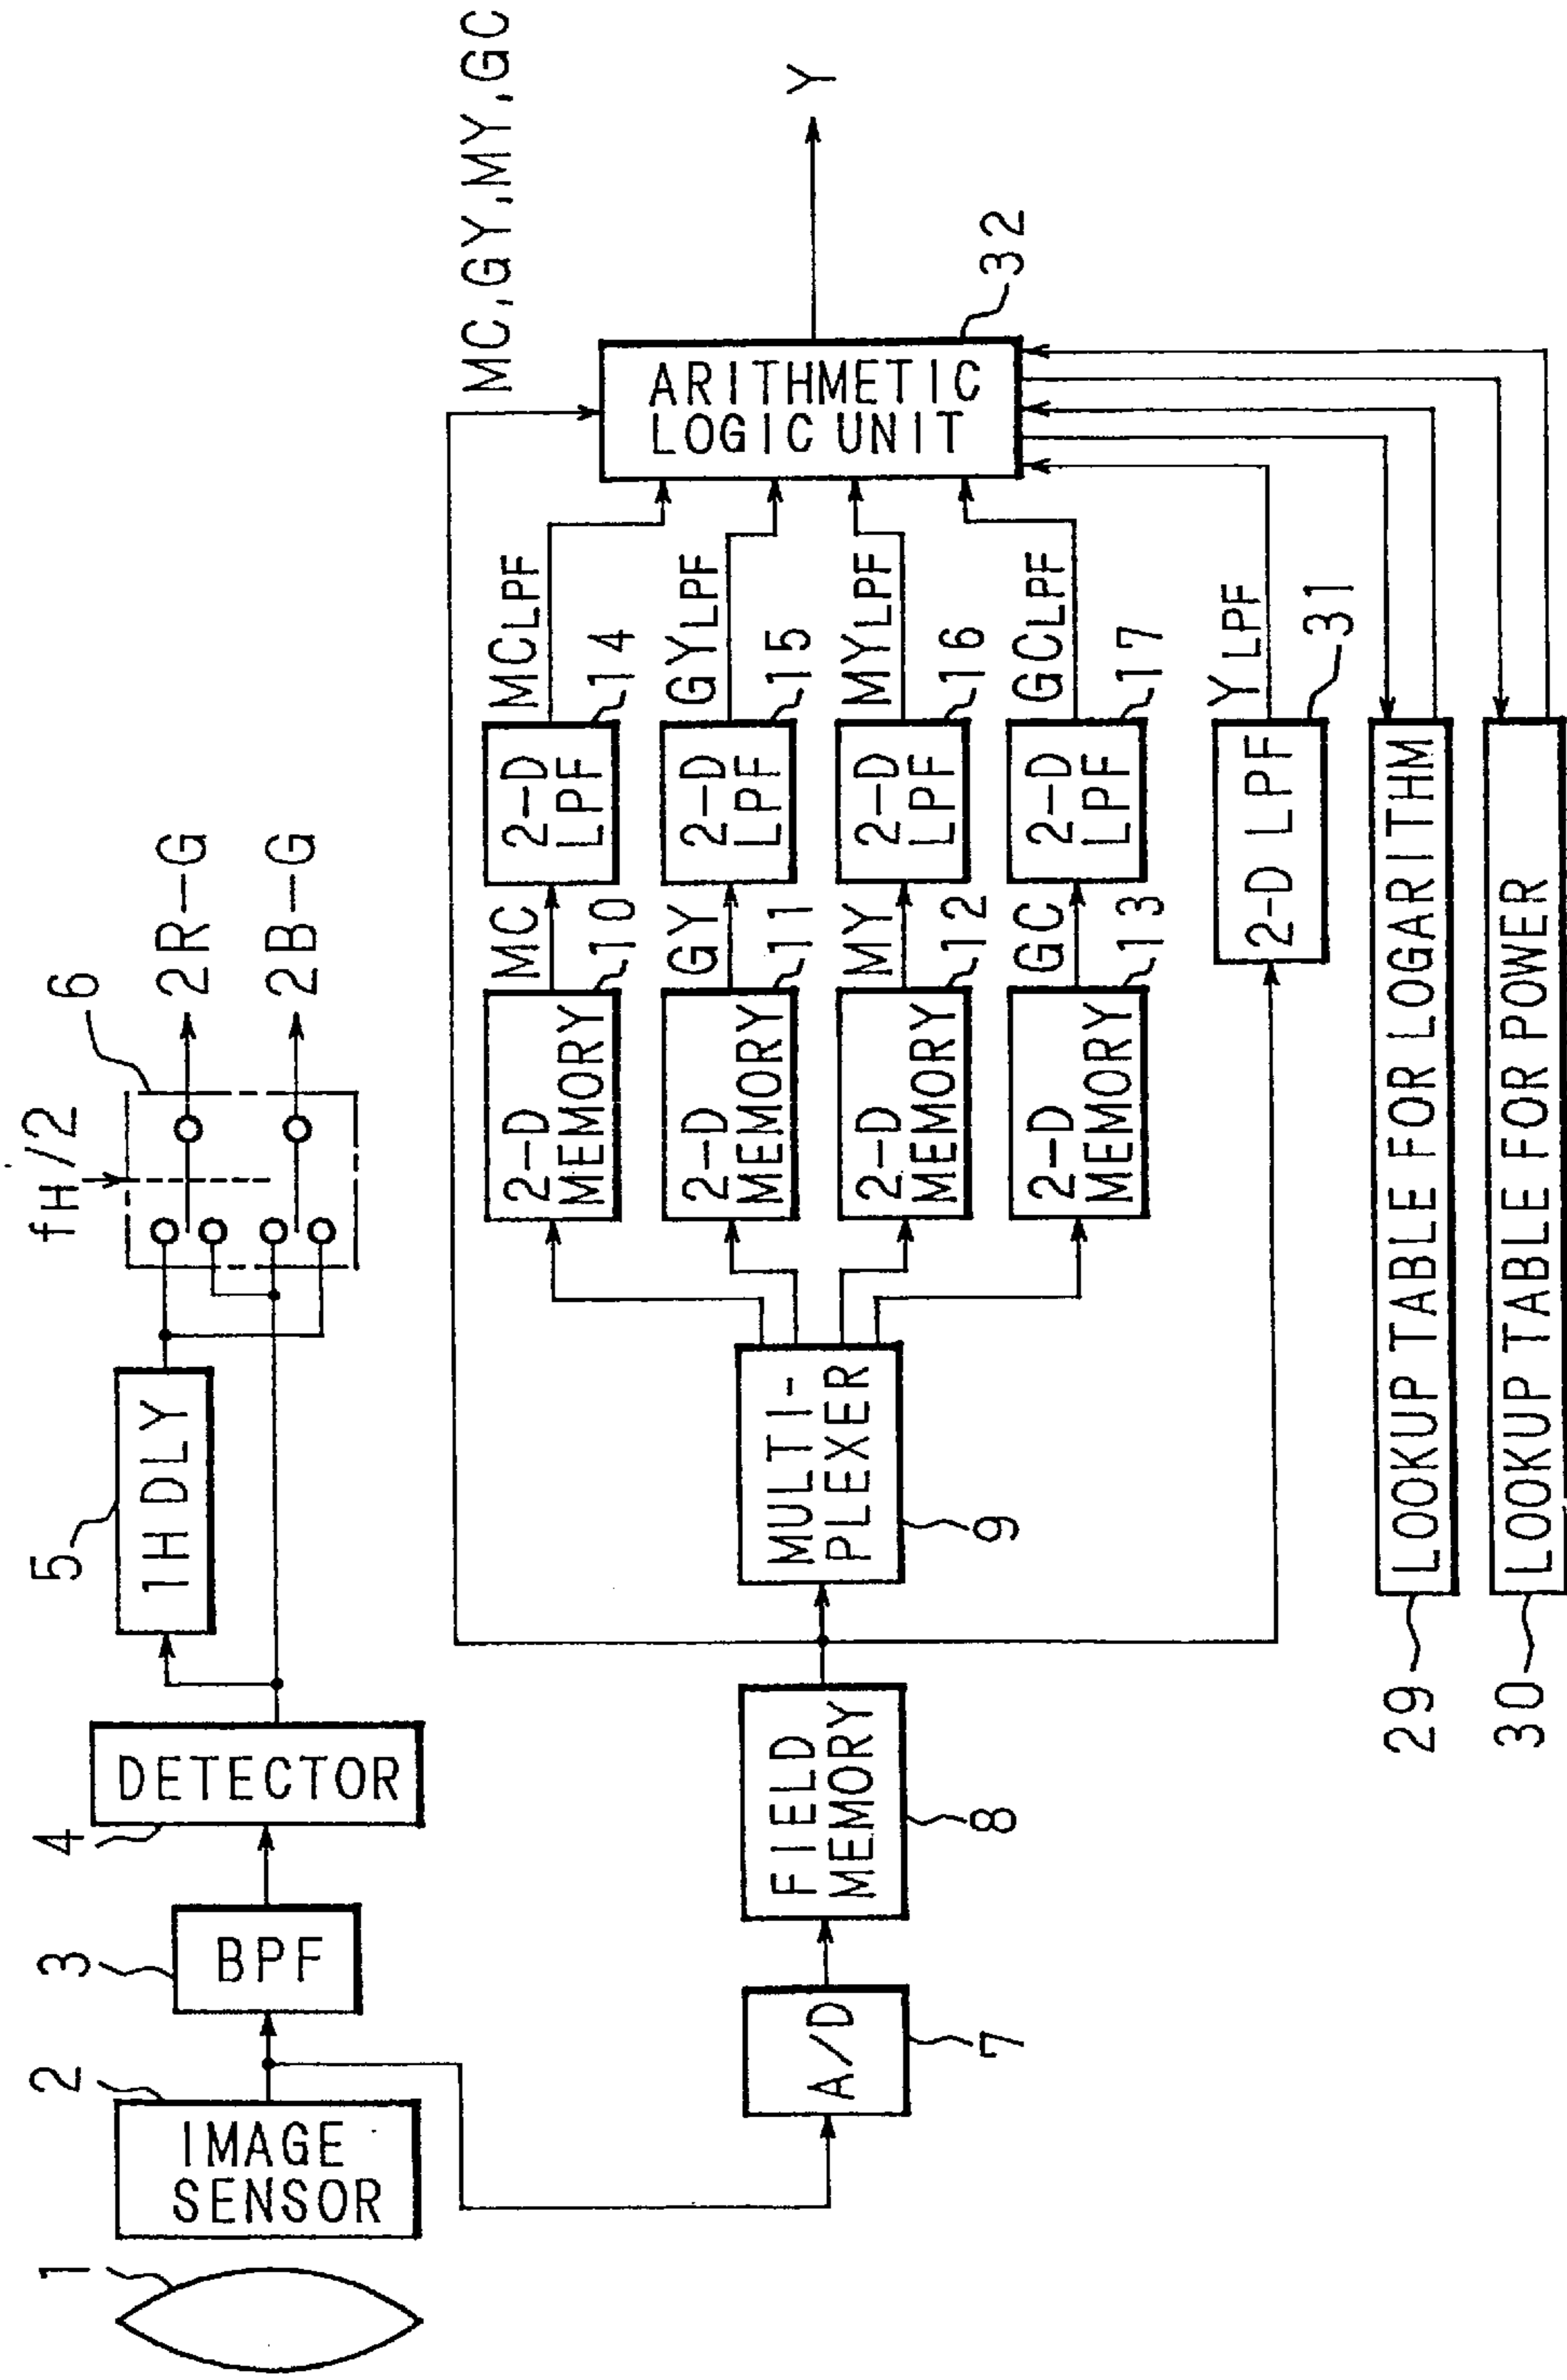 1
IMAGE
SENSOR
2
BPF
3
DETECTOR
4
1HDLY
5
fH/2
6
2R-G
2B-G
A/D
7
FIELD
MEMORY
8
MULTI-
PLEXER
9
2-D
MEMORY
MC
10
2-D
LPF
MCLPF
14
2-D
MEMORY
GY
11
2-D
LPF
GYLPF
15
2-D
MEMORY
MY
12
2-D
LPF
MYLPF
16
2-D
MEMORY
GC
13
2-D
LPF
GCLPF
17
2-D LPF
YLPF
31
MC,GY,MY,GC
ARITHMETIC
LOGIC UNIT
32
Y
29
LOOKUP TABLE FOR LOGARITHM
30
LOOKUP TABLE FOR POWER